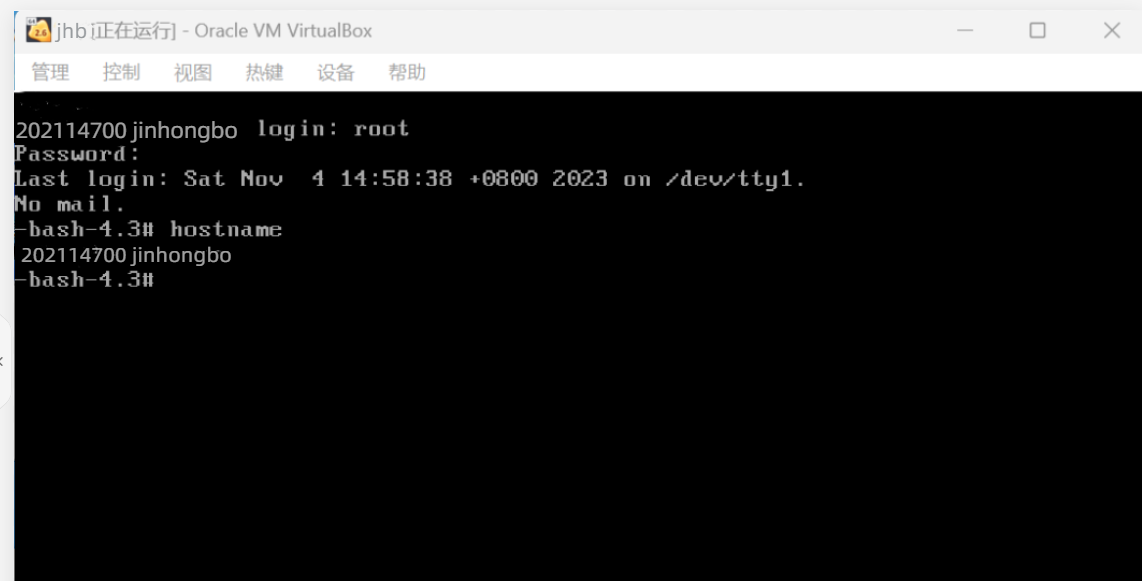 jhb [正在运行] - Oracle VM VirtualBox
管理 控制 视图 热键 设备 帮助
202114700 jinhongbo login: root
Password:
Last login: Sat Nov  4 14:58:38 +0800 2023 on /dev/tty1.
No mail.
-bash-4.3# hostname
202114700 jinhongbo
-bash-4.3#